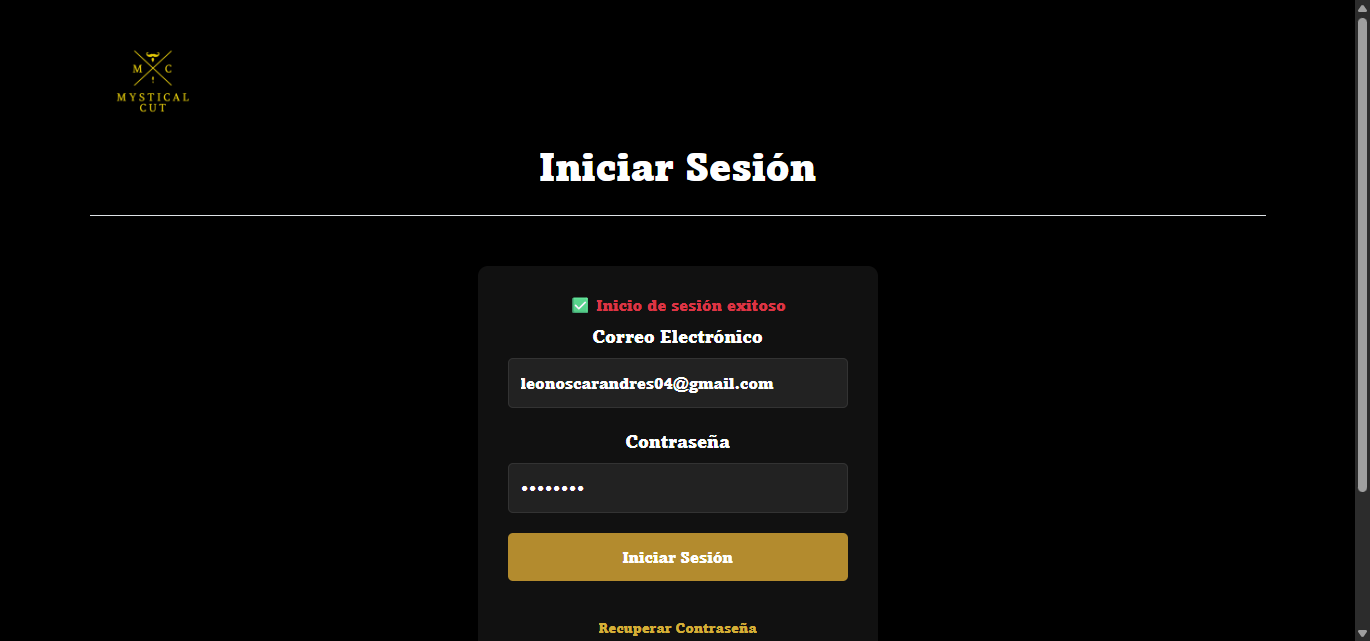 M C
MYSTICAL
CUT
Iniciar Sesión
✅ Inicio de sesión exitoso
Correo Electrónico
leonoscarandres04@gmail.com
Contraseña
••••••••
Iniciar Sesión
Recuperar Contraseña